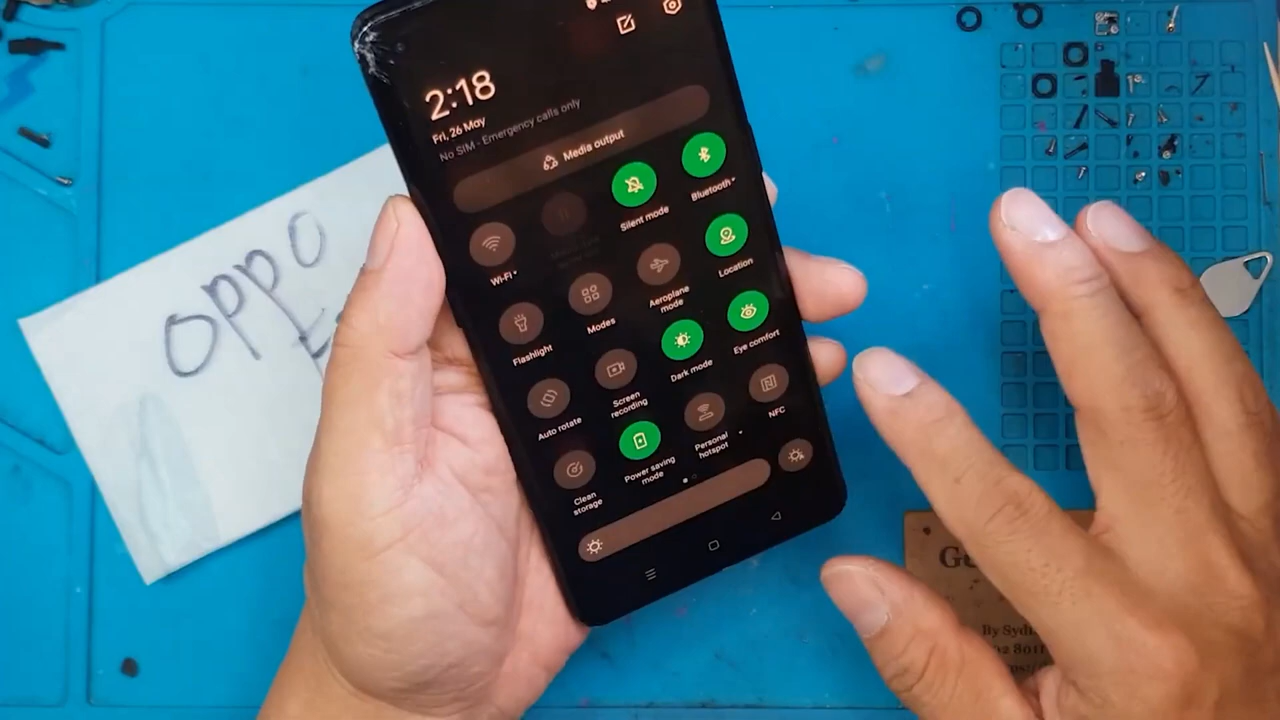 2:18
Fri, 26 May
No SIM - Emergency calls only
Media output
Wi-Fi
Silent mode
Bluetooth
Flashlight
Modes
Aeroplane
mode
Location
Auto rotate
Screen
recording
Dark mode
Eye comfort
Clean
storage
Power saving
mode
Personal
hotspot
NFC
OPPO
By Sydn